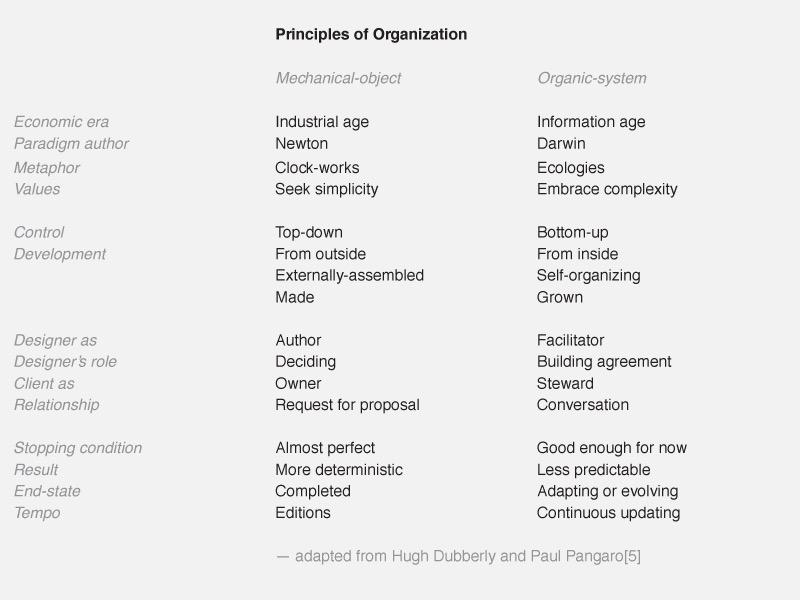 Principles of Organization
Mechanical-object Organic-system
Economic era Industrial age Information age
Paradigm author Newton Darwin
Metaphor Clock-works Ecologies
Values Seek simplicity Embrace complexity
Control Top-down Bottom-up
Development From outside From inside
Externally-assembled Self-organizing
Made Grown
Designer as Author Facilitator
Designer's role Deciding Building agreement
Client as Owner Steward
Relationship Request for proposal Conversation
Stopping condition Almost perfect Good enough for now
Result More deterministic Less predictable
End-state Completed Adapting or evolving
Tempo Editions Continuous updating
— adapted from Hugh Dubberly and Paul Pangaro[5]